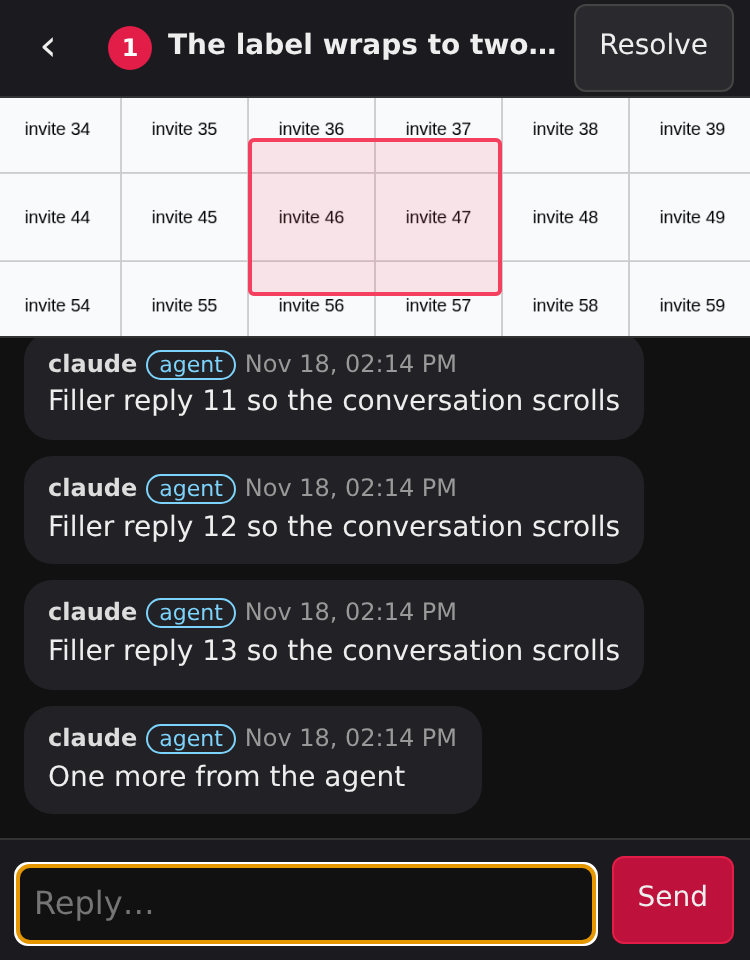 ‹ 1 The label wraps to two… Resolve
invite 34 invite 35 invite 36 invite 37 invite 38 invite 39
invite 44 invite 45 invite 46 invite 47 invite 48 invite 49
invite 54 invite 55 invite 56 invite 57 invite 58 invite 59
claude agent Nov 18, 02:14 PM
Filler reply 11 so the conversation scrolls
claude agent Nov 18, 02:14 PM
Filler reply 12 so the conversation scrolls
claude agent Nov 18, 02:14 PM
Filler reply 13 so the conversation scrolls
claude agent Nov 18, 02:14 PM
One more from the agent
Reply… Send